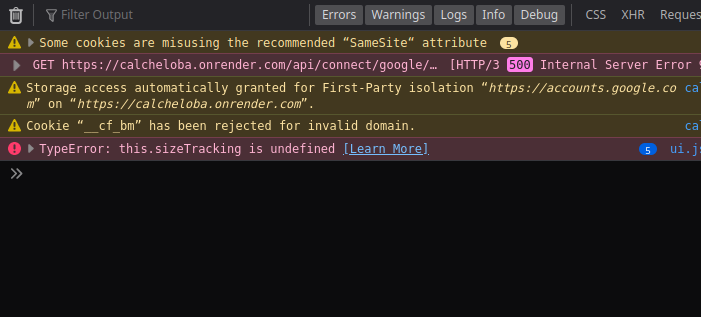 Filter Output Errors Warnings Logs Info Debug CSS XHR Reques
Some cookies are misusing the recommended “SameSite“ attribute 5
GET https://calcheloba.onrender.com/api/connect/google/… [HTTP/3 500 Internal Server Error 9
Storage access automatically granted for First-Party isolation “https://accounts.google.co cal
m” on “https://calcheloba.onrender.com”.
Cookie “__cf_bm” has been rejected for invalid domain. ca
TypeError: this.sizeTracking is undefined [Learn More] 5 ui.js